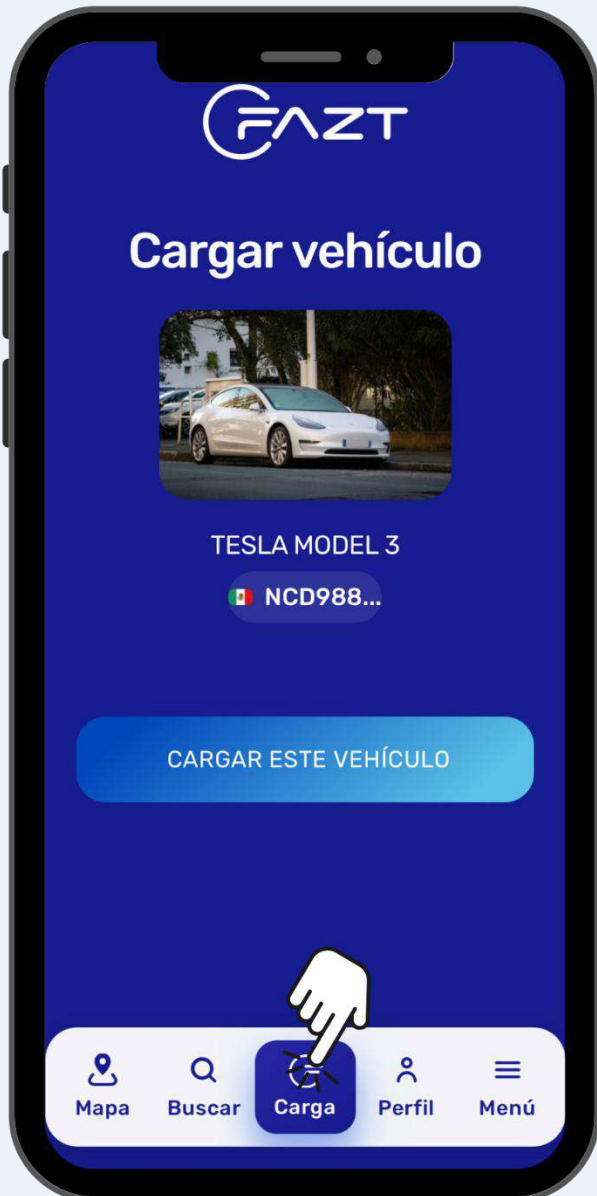 FAZT
Cargar vehículo
TESLA MODEL 3
NCD988...
CARGAR ESTE VEHÍCULO
Mapa Buscar Carga Perfil Menú